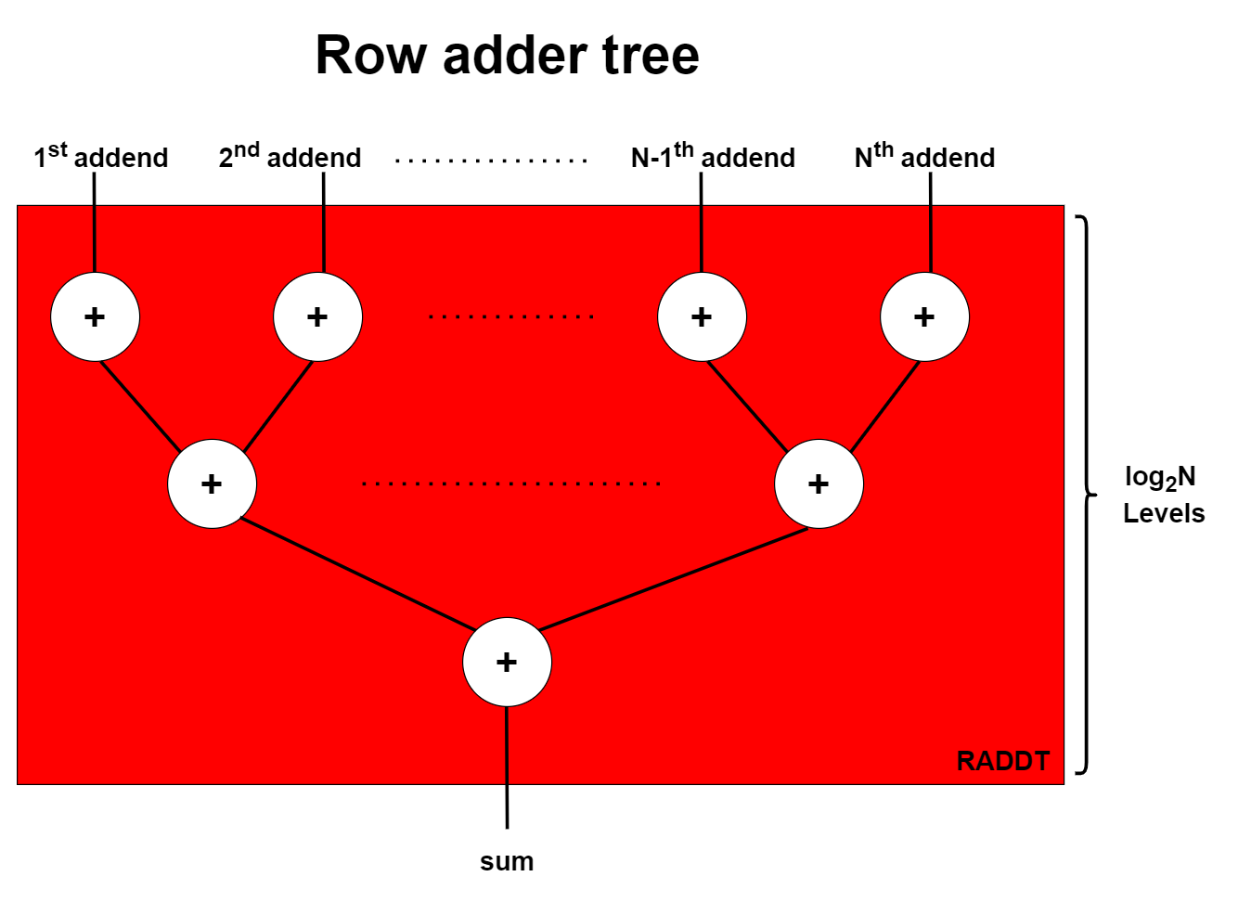 Row adder tree
1st addend 2nd addend ............... N-1th addend Nth addend
+ + ............. + +
+ ....................... +
log2N
Levels
+
RADDT
sum